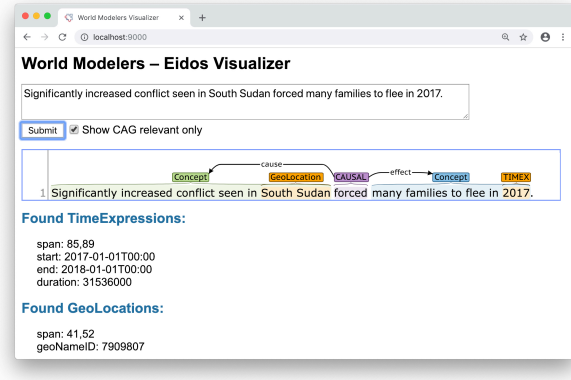 World Modelers Visualizer
localhost:9000
World Modelers – Eidos Visualizer
Significantly increased conflict seen in South Sudan forced many families to flee in 2017.
Submit Show CAG relevant only
cause
effect
Concept GeoLocation CAUSAL Concept TIMEX
1 Significantly increased conflict seen in South Sudan forced many families to flee in 2017.
Found TimeExpressions:
span: 85,89
start: 2017-01-01T00:00
end: 2018-01-01T00:00
duration: 31536000
Found GeoLocations:
span: 41,52
geoNameID: 7909807